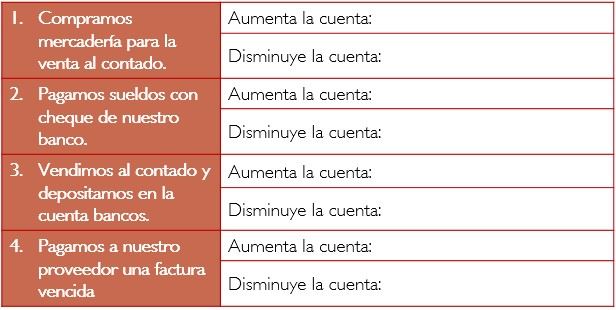 1. Compramos
mercadería para la
venta al contado.
Aumenta la cuenta:
Disminuye la cuenta:
2. Pagamos sueldos con
cheque de nuestro
banco.
Aumenta la cuenta:
Disminuye la cuenta:
3. Vendimos al contado y
depositamos en la
cuenta bancos.
Aumenta la cuenta:
Disminuye la cuenta:
4. Pagamos a nuestro
proveedor una factura
vencida
Aumenta la cuenta:
Disminuye la cuenta: